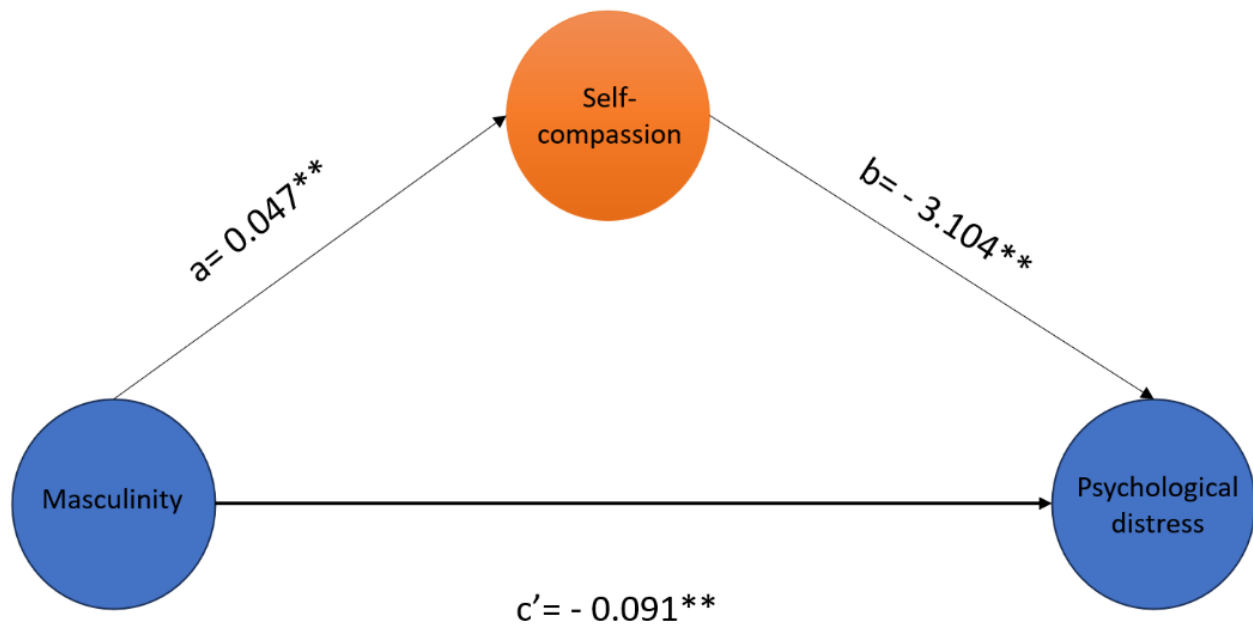 Self-
compassion
a= 0.047**
b= - 3.104**
Masculinity
Psychological
distress
c’= - 0.091**